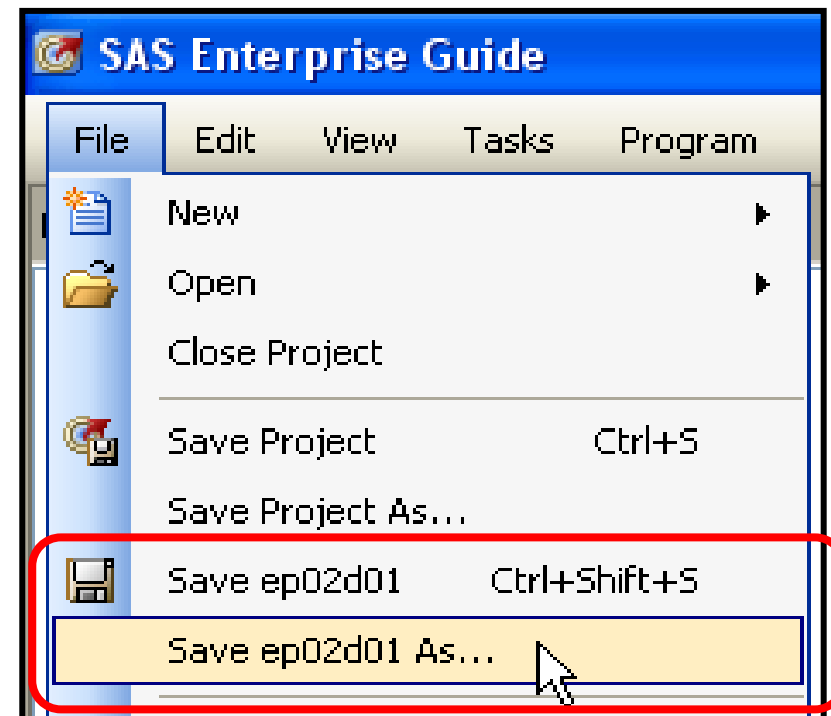 SAS Enterprise Guide
File Edit View Tasks Program
New
Open
Close Project
Save Project Ctrl+S
Save Project As...
Save ep02d01 Ctrl+Shift+S
Save ep02d01 As...